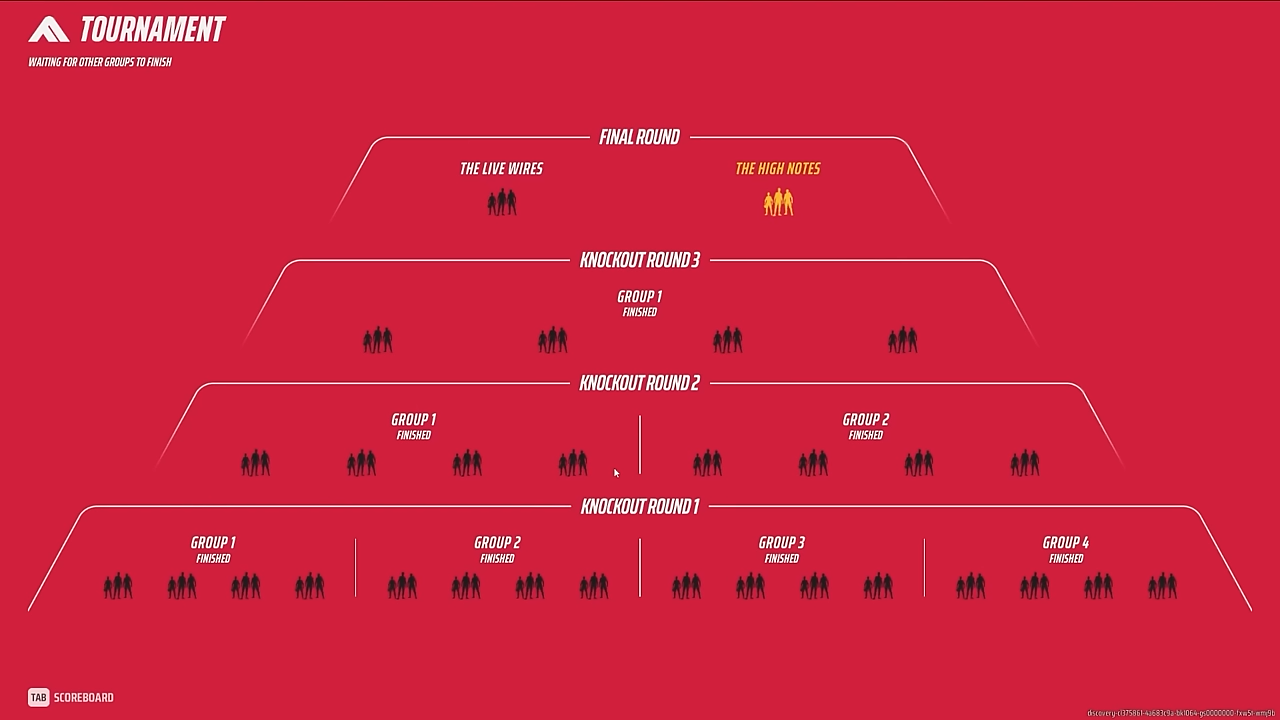 TOURNAMENT
WAITING FOR OTHER GROUPS TO FINISH
FINAL ROUND
THE LIVE WIRES
THE HIGH NOTES
KNOCKOUT ROUND 3
GROUP 1
FINISHED
KNOCKOUT ROUND 2
GROUP 1
FINISHED
GROUP 2
FINISHED
KNOCKOUT ROUND 1
GROUP 1
FINISHED
GROUP 2
FINISHED
GROUP 3
FINISHED
GROUP 4
FINISHED
TAB SCOREBOARD